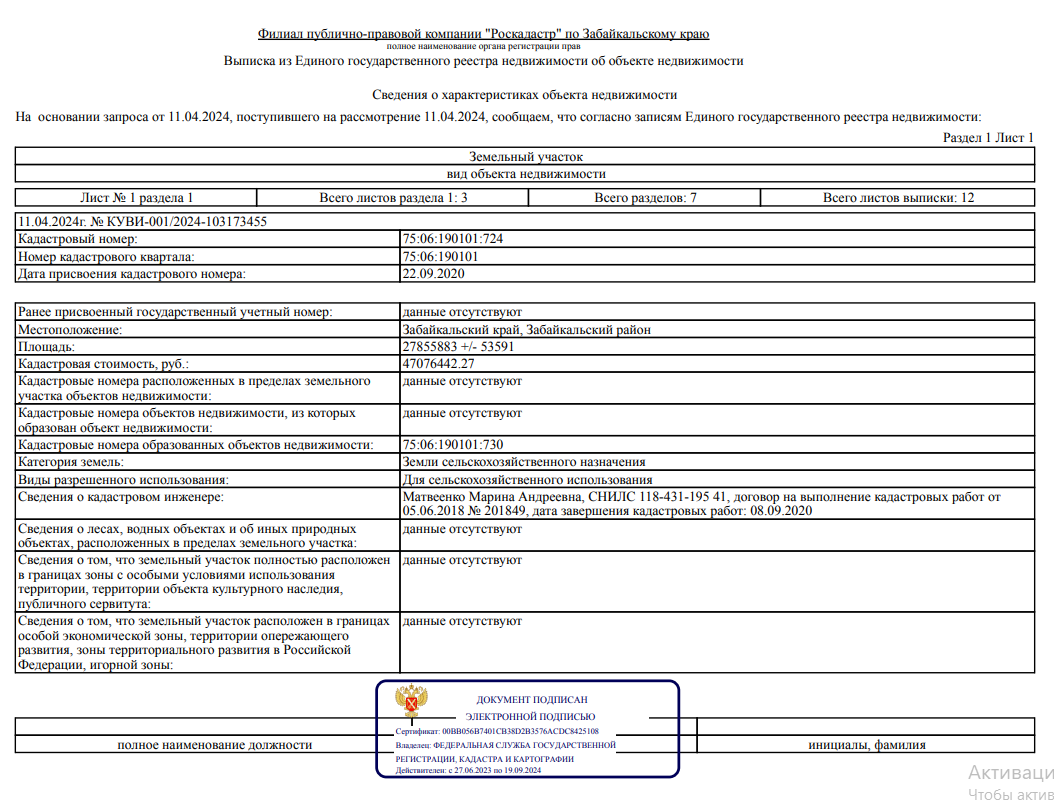 Филиал публично-правовой компании "Роскадастр" по Забайкальскому краю
полное наименование органа регистрации прав
Выписка из Единого государственного реестра недвижимости об объекте недвижимости
Сведения о характеристиках объекта недвижимости
На основании запроса от 11.04.2024, поступившего на рассмотрение 11.04.2024, сообщаем, что согласно записям Единого государственного реестра недвижимости:
Раздел 1 Лист 1
Земельный участок
вид объекта недвижимости
Лист № 1 раздела 1 Всего листов раздела 1: 3 Всего разделов: 7 Всего листов выписки: 12
11.04.2024г. № КУВИ-001/2024-103173455
Кадастровый номер: 75:06:190101:724
Номер кадастрового квартала: 75:06:190101
Дата присвоения кадастрового номера: 22.09.2020
Ранее присвоенный государственный учетный номер: данные отсутствуют
Местоположение: Забайкальский край, Забайкальский район
Площадь: 27855883 +/- 53591
Кадастровая стоимость, руб.: 47076442.27
Кадастровые номера расположенных в пределах земельного данные отсутствуют
участка объектов недвижимости:
Кадастровые номера объектов недвижимости, из которых данные отсутствуют
образован объект недвижимости:
Кадастровые номера образованных объектов недвижимости: 75:06:190101:730
Категория земель: Земли сельскохозяйственного назначения
Виды разрешенного использования: Для сельскохозяйственного использования
Сведения о кадастровом инженере: Матвеенко Марина Андреевна, СНИЛС 118-431-195 41, договор на выполнение кадастровых работ от
05.06.2018 № 201849, дата завершения кадастровых работ: 08.09.2020
Сведения о лесах, водных объектах и об иных природных данные отсутствуют
объектах, расположенных в пределах земельного участка:
Сведения о том, что земельный участок полностью расположен данные отсутствуют
в границах зоны с особыми условиями использования
территории, территории объекта культурного наследия,
публичного сервитута:
Сведения о том, что земельный участок расположен в границах данные отсутствуют
особой экономической зоны, территории опережающего
развития, зоны территориального развития в Российской
Федерации, игорной зоны:
ДОКУМЕНТ ПОДПИСАН
ЭЛЕКТРОННОЙ ПОДПИСЬЮ
Сертификат: 00BB056B7401CB38D2B3576ACDC8425108
Владелец: ФЕДЕРАЛЬНАЯ СЛУЖБА ГОСУДАРСТВЕННОЙ
РЕГИСТРАЦИИ, КАДАСТРА И КАРТОГРАФИИ
Действителен: с 27.06.2023 по 19.09.2024
полное наименование должности инициалы, фамилия
Активаци
Чтобы актив